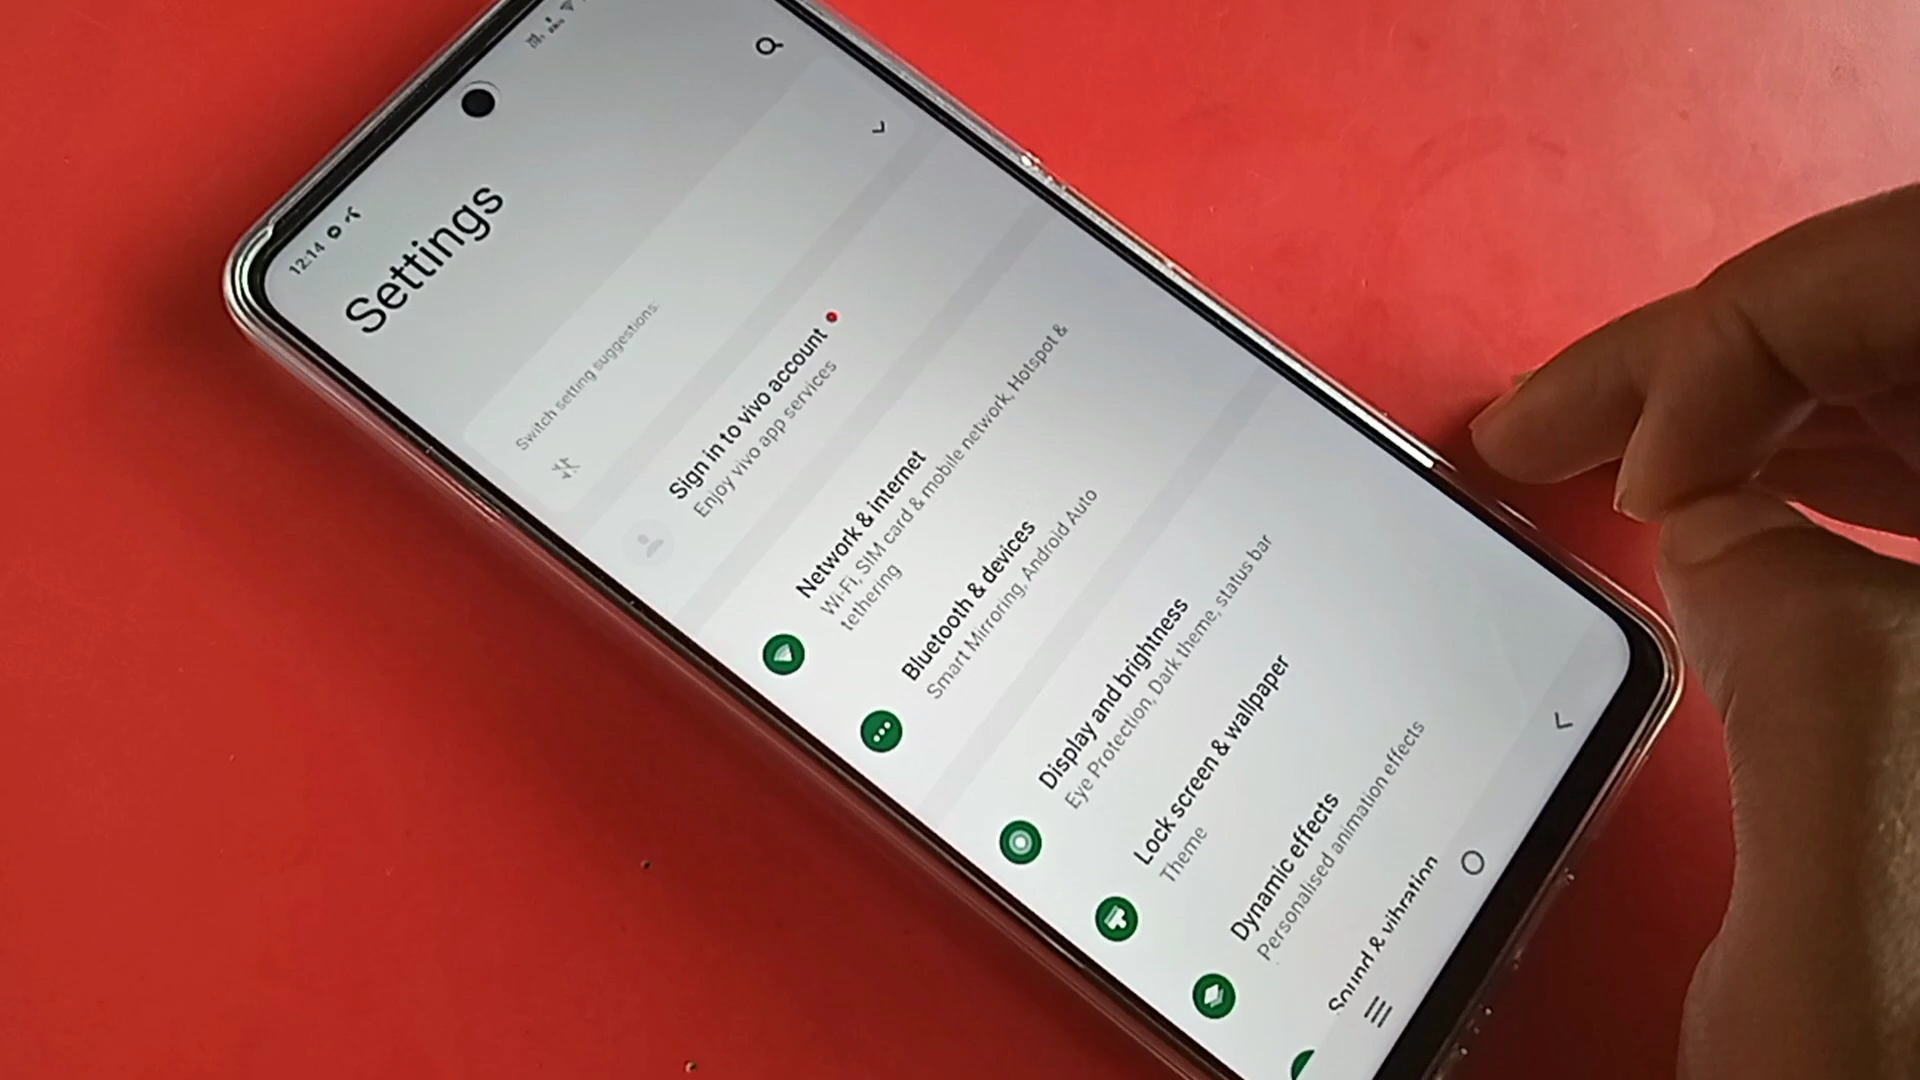 12:14
Settings
Switch setting suggestions:
Sign in to vivo account
Enjoy vivo app services
Network & internet
Wi-Fi, SIM card & mobile network, Hotspot &
tethering
Bluetooth & devices
Smart Mirroring, Android Auto
Display and brightness
Eye Protection, Dark theme, status bar
Lock screen & wallpaper
Theme
Dynamic effects
Personalised animation effects
Sound & vibration